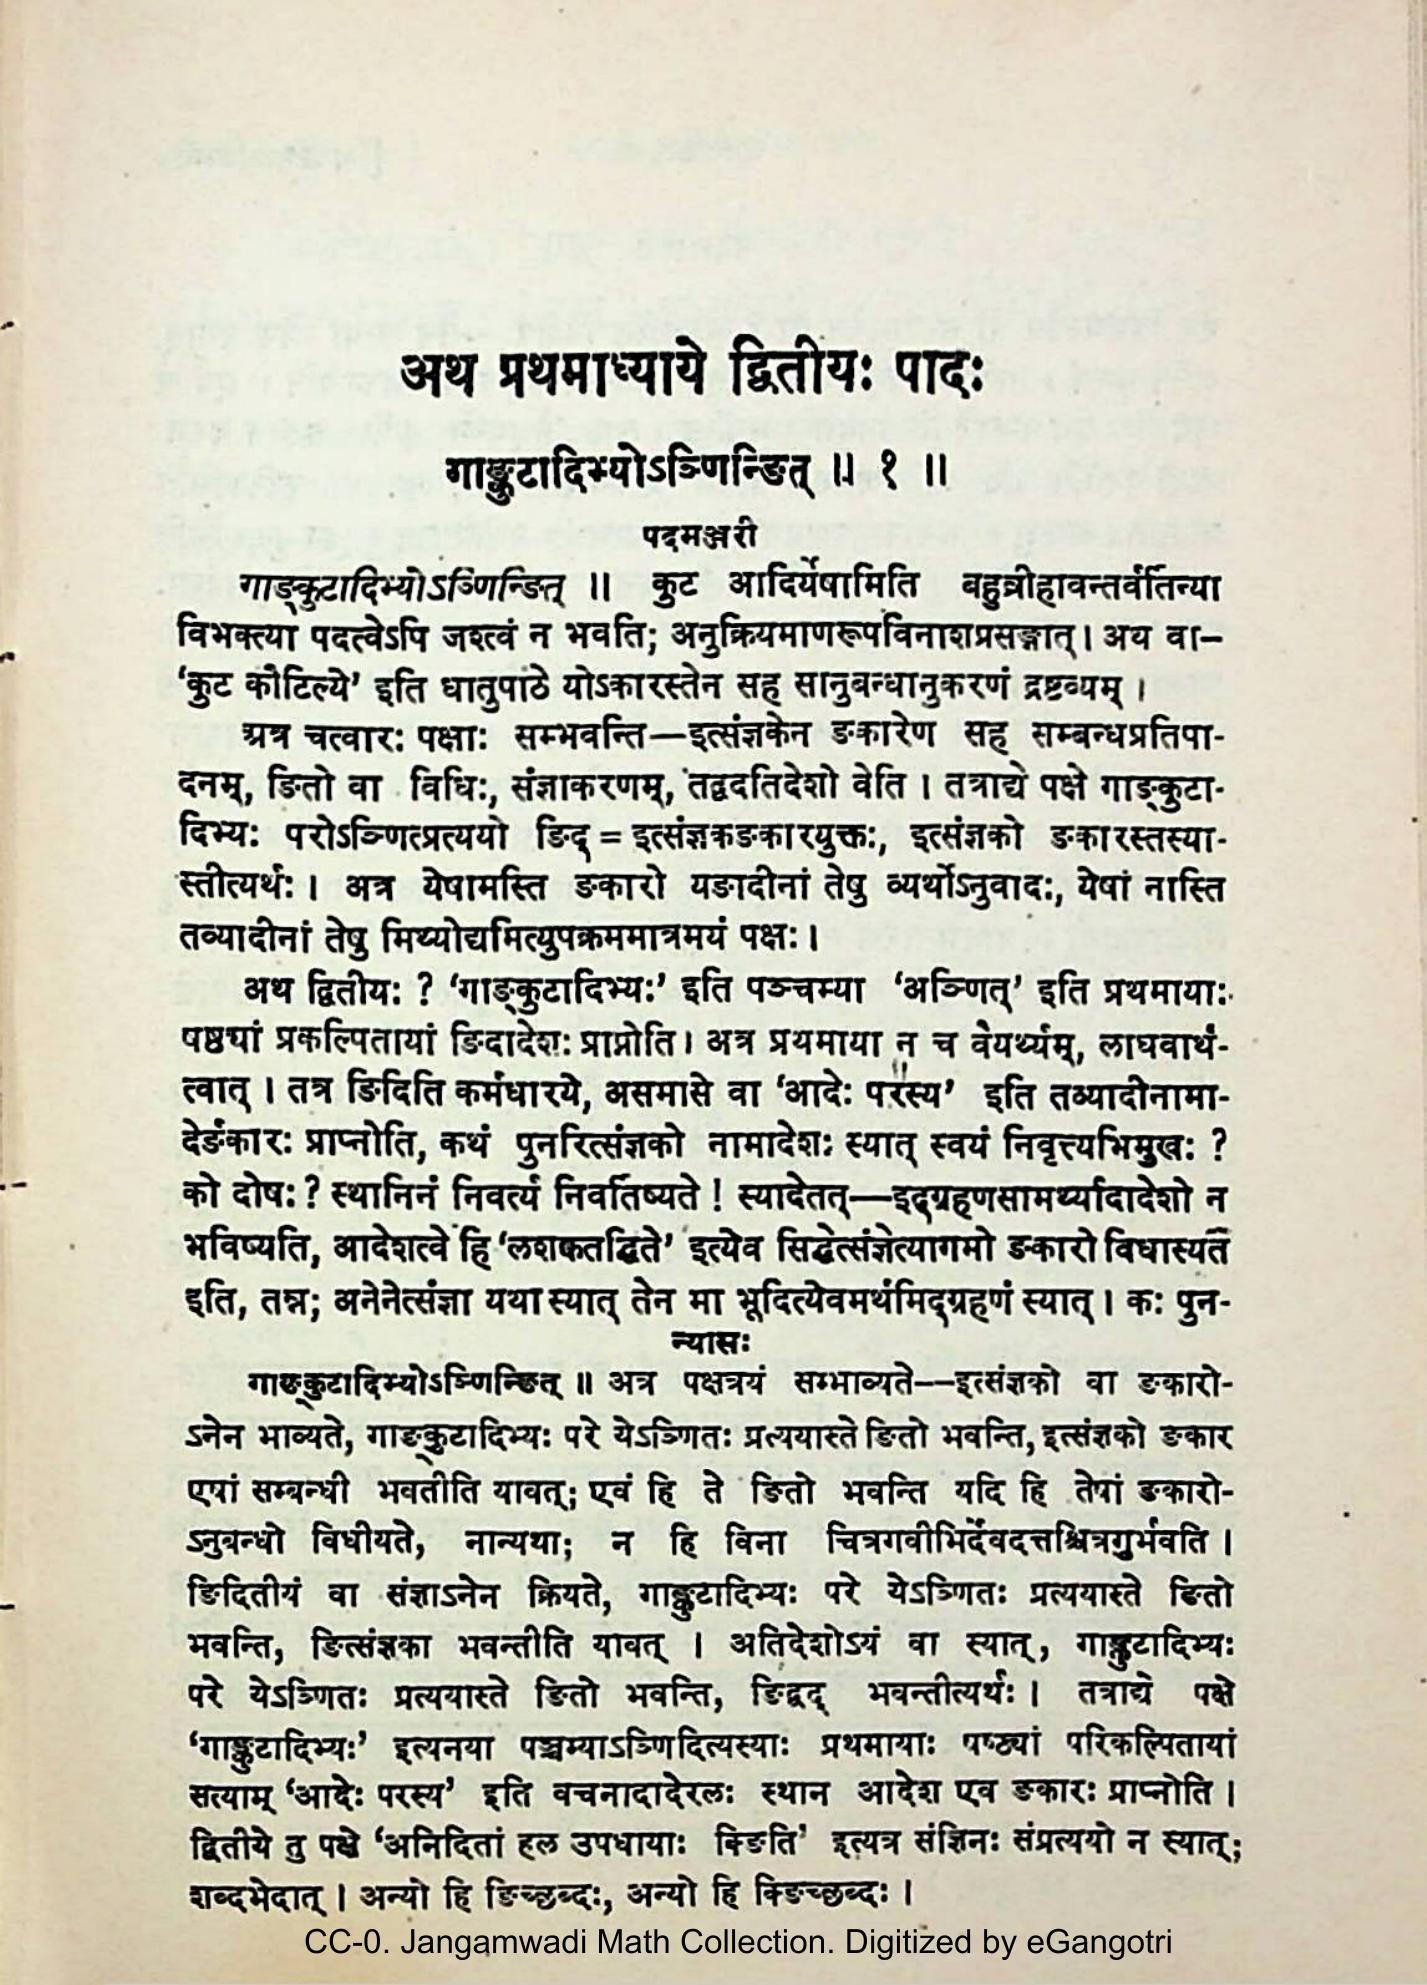 अथ प्रथमाध्याये द्वितीयः पादः
गाङ्कुटादिभ्योऽञ्णिन्ङित् ॥ १ ॥
पदमञ्जरी
गाङ्कुटादिभ्योऽञ्णिन्ङित् ॥ कुट आदिर्येषामिति बहुव्रीहावन्तर्वर्तिन्या
विभक्त्या पदत्वेऽपि जश्त्वं न भवति; अनुक्रियमाणरूपविनाशप्रसङ्गात् । अथ वा–
‘कुट कौटिल्ये’ इति धातुपाठे योऽकारस्तेन सह सानुबन्धानुकरणं द्रष्टव्यम् ।
अत्र चत्वारः पक्षाः सम्भवन्ति—इत्संज्ञकेन ङकारेण सह सम्बन्धप्रतिपा-
दनम्, ङितो वा विधिः, संज्ञाकरणम्, तद्वदतिदेशो वेति । तत्राद्ये पक्षे गाङ्कुटा-
दिभ्यः परोऽञ्णित्प्रत्ययो ङिद् = इत्संज्ञकङकारयुक्तः, इत्संज्ञको ङकारस्तस्या-
स्तीत्यर्थः । अत्र येषामस्ति ङकारो यङादीनां तेषु व्यर्थोऽनुवादः, येषां नास्ति
तव्यादीनां तेषु मिथ्योद्यमित्युपक्रममात्रमयं पक्षः ।
अथ द्वितीयः ? ‘गाङ्कुटादिभ्यः’ इति पञ्चम्या ‘अञ्णित्’ इति प्रथमायाः
षष्ठ्यां प्रकल्पितायां ङिदादेशः प्राप्नोति । अत्र प्रथमाया न च वैयर्थ्यम्, लाघवार्थ-
त्वात् । तत्र ङिदिति कर्मधारये, असमासे वा ‘आदेः परस्य’ इति तव्यादीनामा-
देर्ङकारः प्राप्नोति, कथं पुनरित्संज्ञको नामादेशः स्यात् स्वयं निवृत्त्यभिमुखः ?
को दोषः ? स्थानिनं निवर्त्य निवर्तिष्यते ! स्यादेतत्—इद्ग्रहणसामर्थ्यादादेशो न
भविष्यति, आदेशत्वे हि ‘लशक्वतद्धिते’ इत्येव सिद्धेत्संज्ञेत्यागमो ङकारो विधास्यते
इति, तन्न; अनेनेत्संज्ञा यथा स्यात् तेन मा भूदित्येवमर्थमिद्ग्रहणं स्यात् । कः पुन-
न्यासः
गाङ्कुटादिभ्योऽञ्णिन्ङित् ॥ अत्र पक्षत्रयं सम्भाव्यते—इत्संज्ञको वा ङकारो-
ऽनेन भाव्यते, गाङ्कुटादिभ्यः परे येऽञ्णितः प्रत्ययास्ते ङितो भवन्ति, इत्संज्ञको ङकार
एषां सम्बन्धी भवतीति यावत्; एवं हि ते ङितो भवन्ति यदि हि तेषां ङकारो-
ऽनुबन्धो विधीयते, नान्यथा; न हि विना चित्रगवीभिर्देवदत्तश्चित्रगुर्भवति ।
ङिदितीयं वा संज्ञाऽनेन क्रियते, गाङ्कुटादिभ्यः परे येऽञ्णितः प्रत्ययास्ते ङितो
भवन्ति, ङित्संज्ञका भवन्तीति यावत् । अतिदेशोऽयं वा स्यात्, गाङ्कुटादिभ्यः
परे येऽञ्णितः प्रत्ययास्ते ङितो भवन्ति, ङिद्वद् भवन्तीत्यर्थः । तत्राद्ये पक्षे
‘गाङ्कुटादिभ्यः’ इत्यनया पञ्चम्याऽञ्णिदित्यस्याः प्रथमायाः षष्ठ्यां परिकल्पितायां
सत्याम् ‘आदेः परस्य’ इति वचनादादेरलः स्थान आदेश एव ङकारः प्राप्नोति ।
द्वितीये तु पक्षे ‘अनिदितां हल उपधायाः क्ङिति’ इत्यत्र संज्ञिनः संप्रत्ययो न स्यात्;
शब्दभेदात् । अन्यो हि ङिच्छब्दः, अन्यो हि क्ङिच्छब्दः ।
CC-0. Jangamwadi Math Collection. Digitized by eGangotri